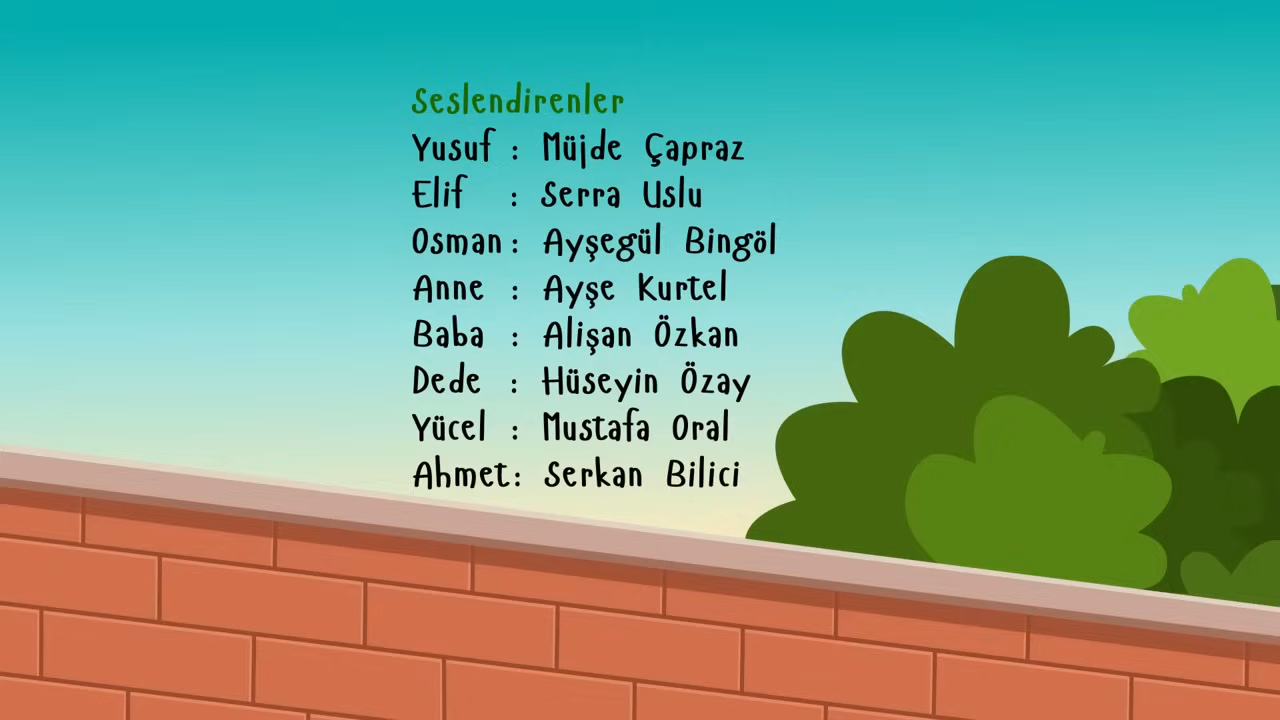 Seslendirenler
Yusuf : Müjde Çapraz
Elif : Serra Uslu
Osman : Ayşegül Bingöl
Anne : Ayşe Kurtel
Baba : Alişan Özkan
Dede : Hüseyin Özay
Yücel : Mustafa Oral
Ahmet: Serkan Bilici